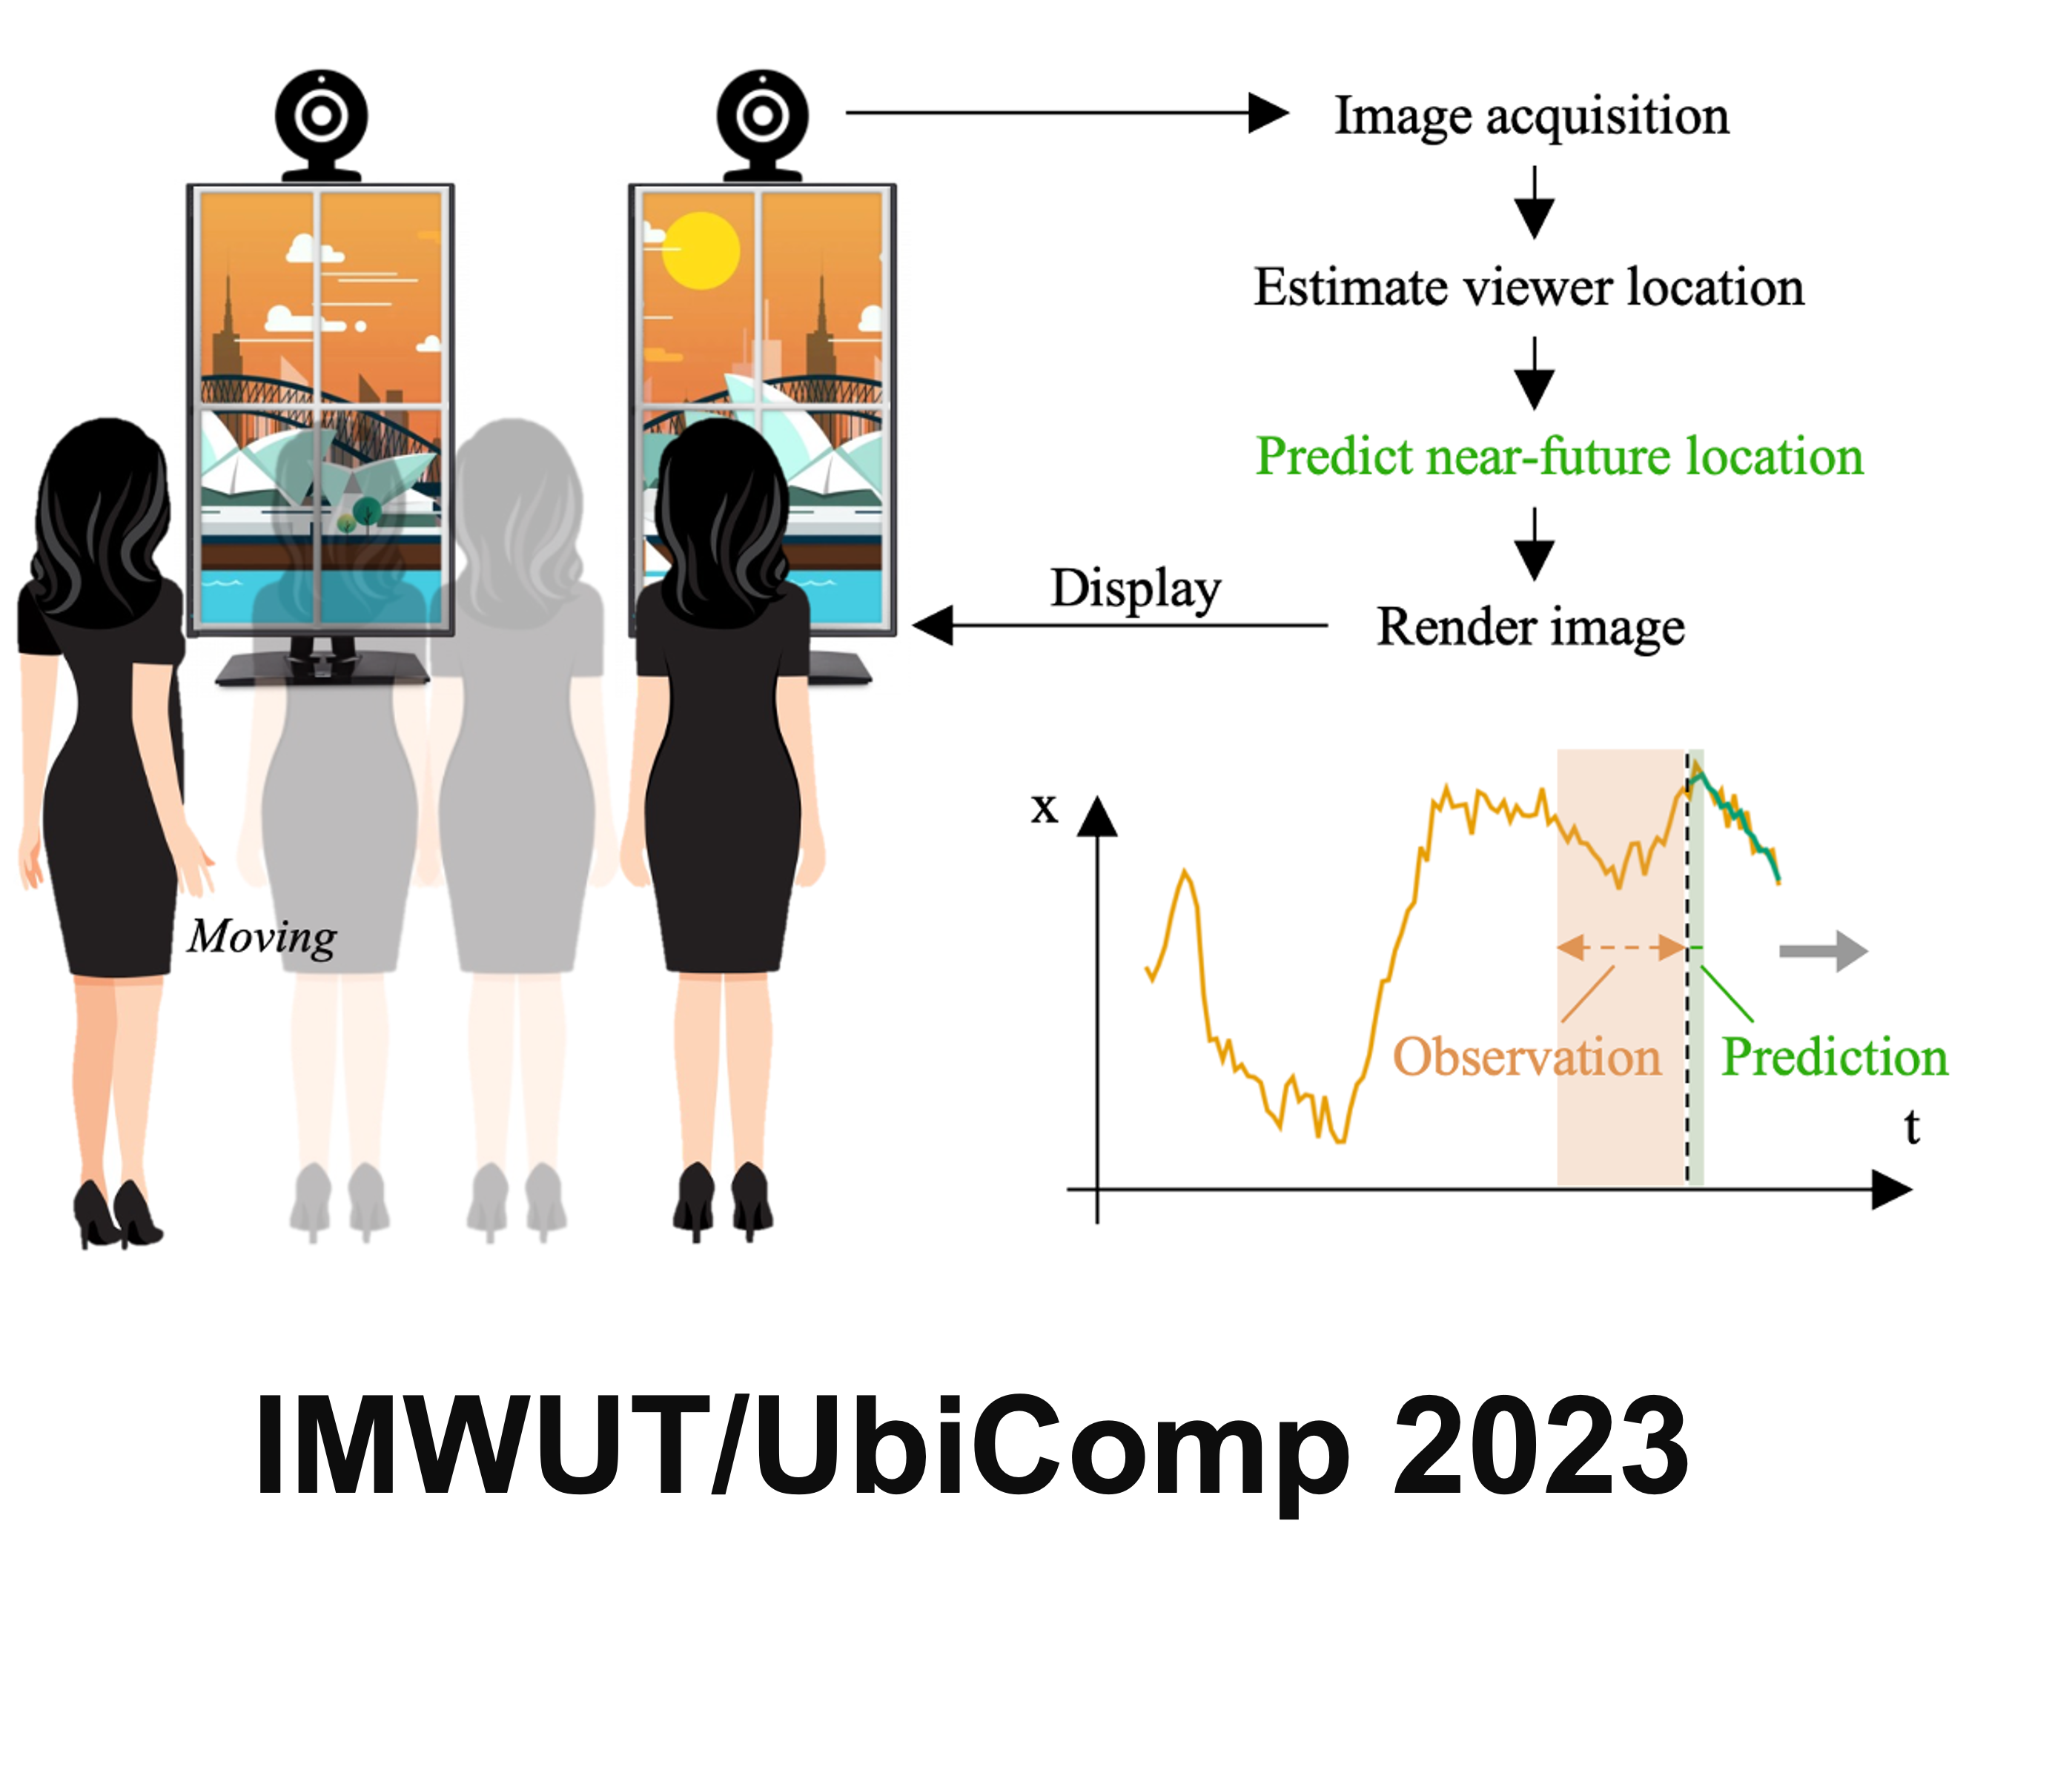 Image acquisition
Estimate viewer location
Predict near-future location
Display
Render image
Moving
x
Observation
Prediction
t
IMWUT/UbiComp 2023